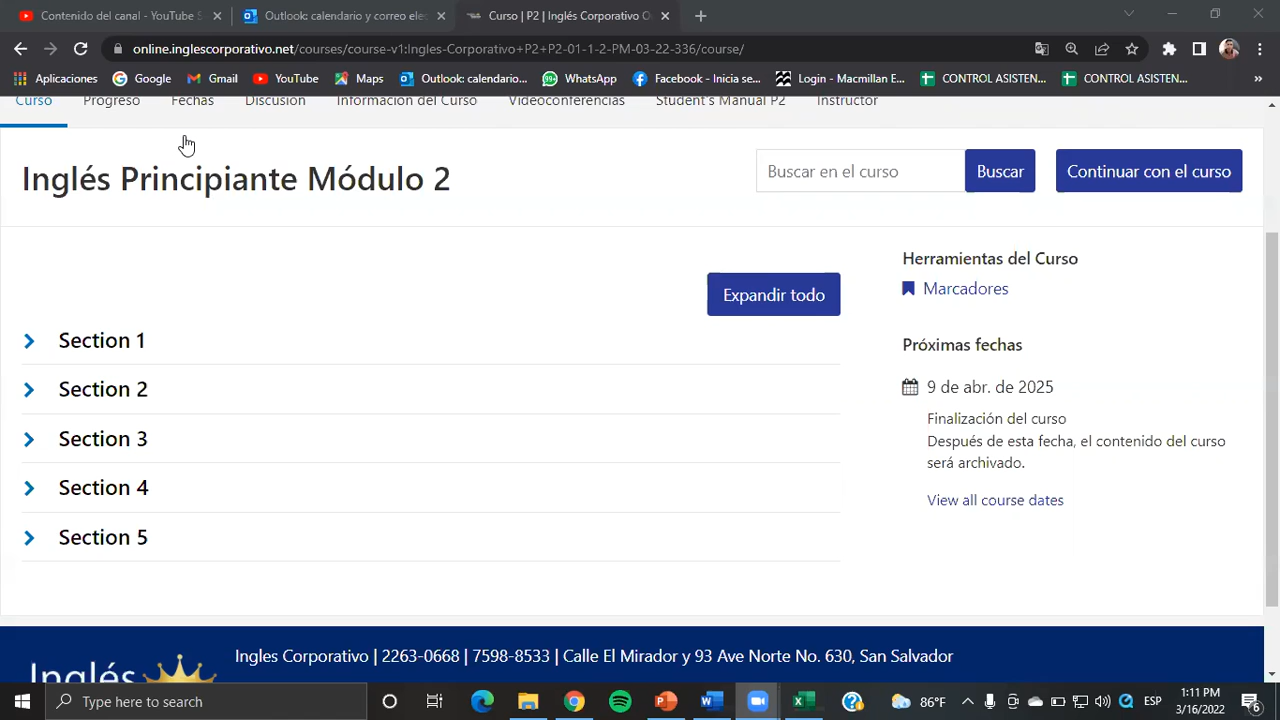 Contenido del canal - YouTube S
Outlook: calendario y correo ele
Curso | P2 | Inglés Corporativo O
online.inglescorporativo.net/courses/course-v1:Ingles-Corporativo+P2+P2-01-1-2-PM-03-22-336/course/
Aplicaciones
Google
Gmail
YouTube
Maps
Outlook: calendario...
WhatsApp
Facebook - Inicia se...
Login - Macmillan E...
CONTROL ASISTEN...
CONTROL ASISTEN...
Curso
Progreso
Fechas
Discusión
Información del Curso
Videoconferencias
Student's Manual P2
Instructor
Inglés Principiante Módulo 2
Buscar en el curso
Buscar
Continuar con el curso
Herramientas del Curso
Marcadores
Expandir todo
Section 1
Section 2
Section 3
Section 4
Section 5
Próximas fechas
9 de abr. de 2025
Finalización del curso
Después de esta fecha, el contenido del curso
será archivado.
View all course dates
Inglés
Ingles Corporativo | 2263-0668 | 7598-8533 | Calle El Mirador y 93 Ave Norte No. 630, San Salvador
Type here to search
86°F
ESP
1:11 PM
3/16/2022
6